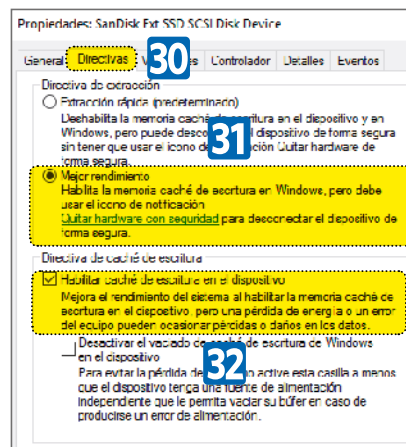 Propiedades: SanDisk Ext SSD SCSI Disk Device
General Directivas Controlador Detalles Eventos
30
Directiva de extracción
Extracción rápida (predeterminado)
Deshabilita la memoria caché de escritura en el dispositivo y en
Windows, pero puede el dispositivo de forma segura
31
sin tener que usar el icono de Quitar hardware de
forma segura.
Mejor rendimiento
Habilita la memoria caché de escritura en Windows, pero debe
usar el icono de notificación
Quitar hardware con seguridad para desconectar el dispositivo de
forma segura.
Directiva de caché de escritura
Habilitar caché de escritura en el dispositivo
Mejora el rendimiento del sistema al habilitar la memoria caché de
escritura en el dispositivo, pero una pérdida de energía o un error
del equipo pueden ocasionar pérdidas o daños en los datos.
Desactivar el vaciado de caché de escritura de Windows
en el dispositivo
32
Para evitar la pérdida de active esta casilla a menos
que el dispositivo tenga una fuente de alimentación
independiente que le permita vaciar su búfer en caso de
producirse un error de alimentación.